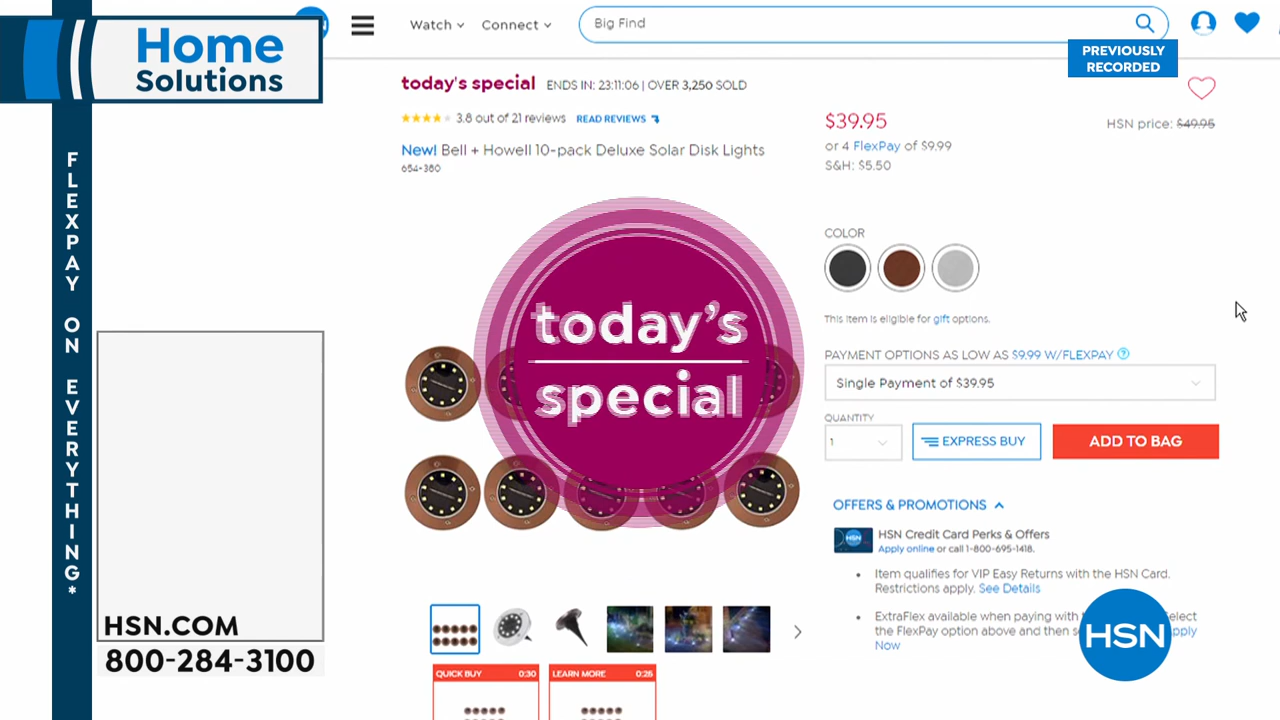 Home
Solutions
FLEXPAY ON EVERYTHING*
HSN.COM
800-284-3100
Watch
Connect
Big Find
PREVIOUSLY
RECORDED
today's special ENDS IN: 23:11:06 | OVER 3,250 SOLD
3.8 out of 21 reviews READ REVIEWS
New! Bell + Howell 10-pack Deluxe Solar Disk Lights
654-380
today's
special
$39.95
HSN price: $49.95
or 4 FlexPay of $9.99
S&H: $5.50
COLOR
This item is eligible for gift options.
PAYMENT OPTIONS AS LOW AS $9.99 W/FLEXPAY ?
Single Payment of $39.95
QUANTITY
1
EXPRESS BUY
ADD TO BAG
OFFERS & PROMOTIONS
HSN
HSN Credit Card Perks & Offers
Apply online or call 1-800-695-1418.
• Item qualifies for VIP Easy Returns with the HSN Card.
Restrictions apply. See Details
• ExtraFlex available when paying with
the FlexPay option above and then
Now
HSN
QUICK BUY 0:30
LEARN MORE